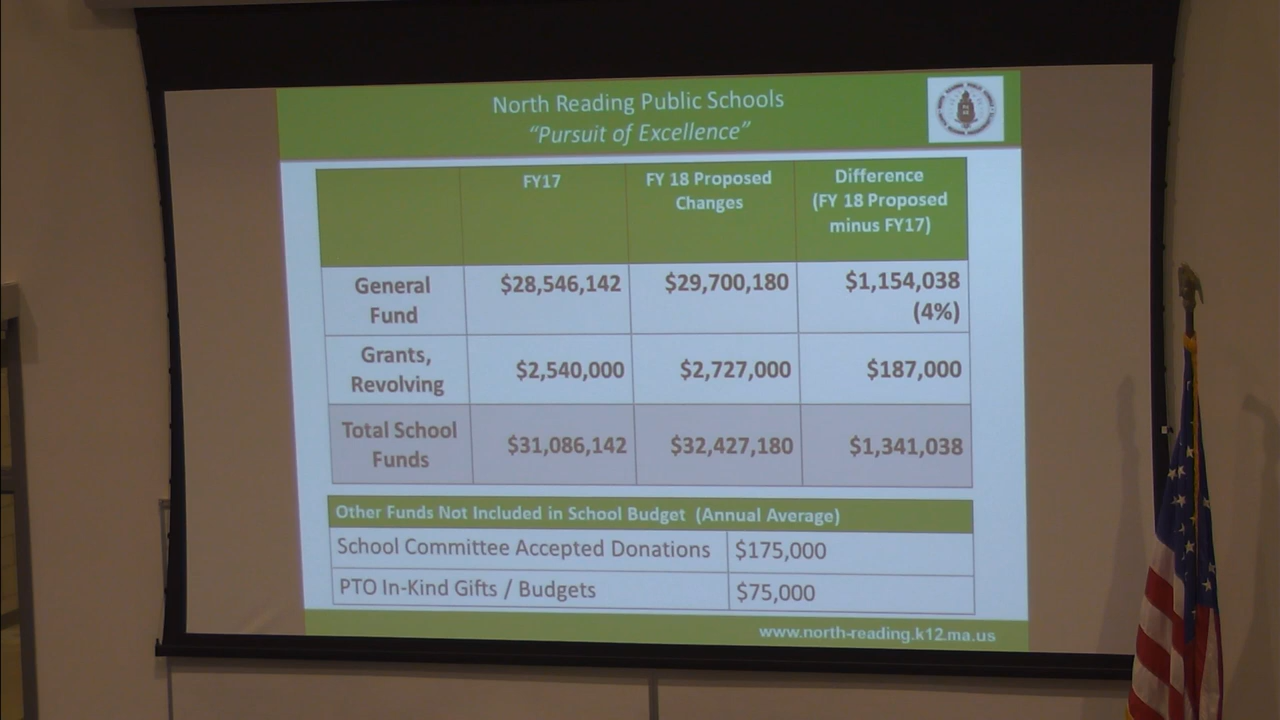 North Reading Public Schools
“Pursuit of Excellence”
FY17
FY 18 Proposed
Changes
Difference
(FY 18 Proposed
minus FY17)
General
Fund
$28,546,142
$29,700,180
$1,154,038
(4%)
Grants,
Revolving
$2,540,000
$2,727,000
$187,000
Total School
Funds
$31,086,142
$32,427,180
$1,341,038
Other Funds Not Included in School Budget (Annual Average)
School Committee Accepted Donations
$175,000
PTO In-Kind Gifts / Budgets
$75,000
www.north-reading.k12.ma.us